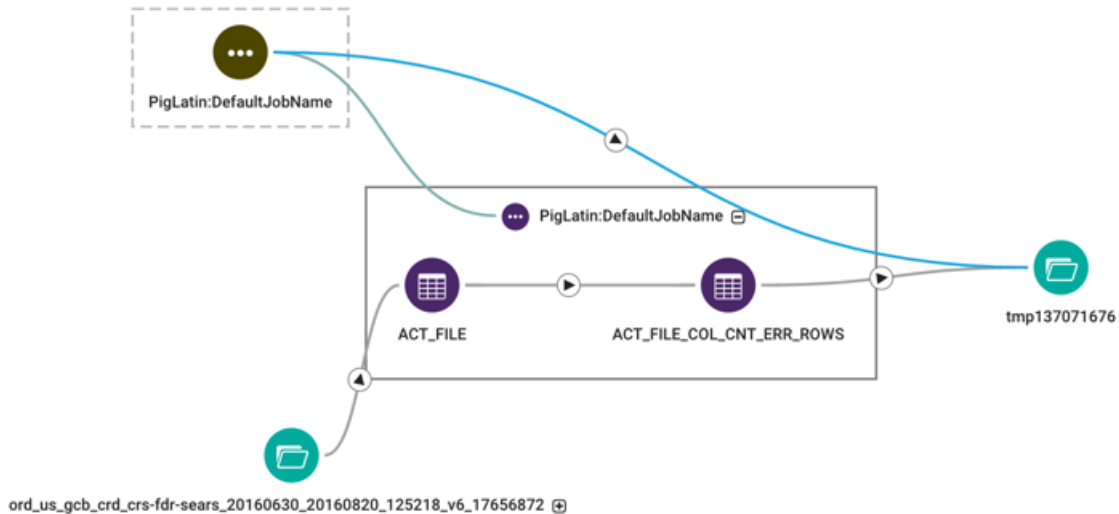 PigLatin:DefaultJobName
PigLatin:DefaultJobName
ACT_FILE
ACT_FILE_COL_CNT_ERR_ROWS
tmp137071676
ord_us_gcb_crd_crs-fdr-sears_20160630_20160820_125218_v6_17656872